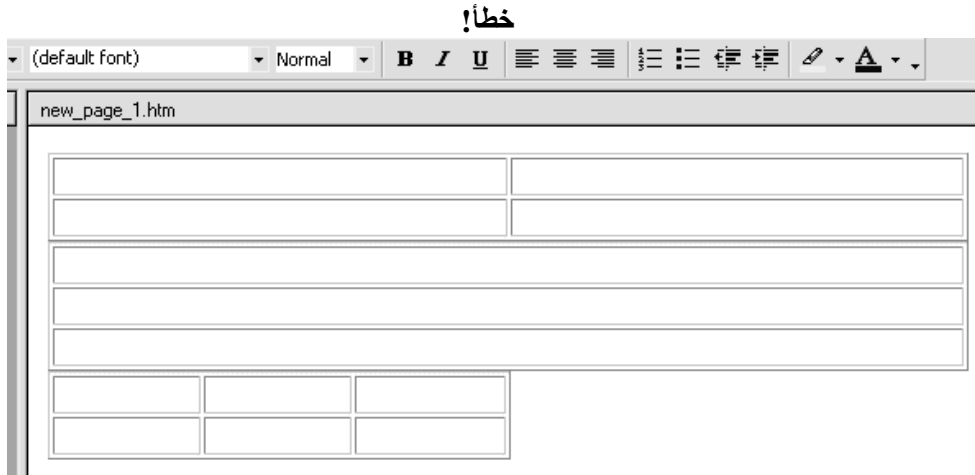 خطأ!
(default font) Normal B I U A
new_page_1.htm